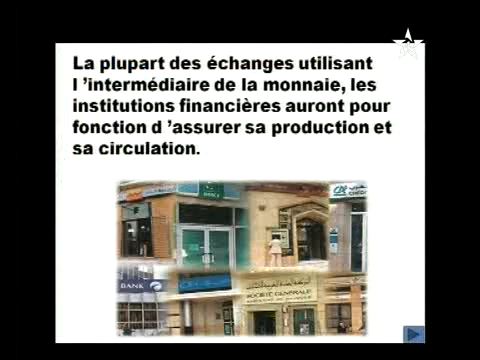 La plupart des échanges utilisant
l 'intermédiaire de la monnaie, les
institutions financières auront pour
fonction d 'assurer sa production et
sa circulation.
BANK
SOCIETE GENERALE